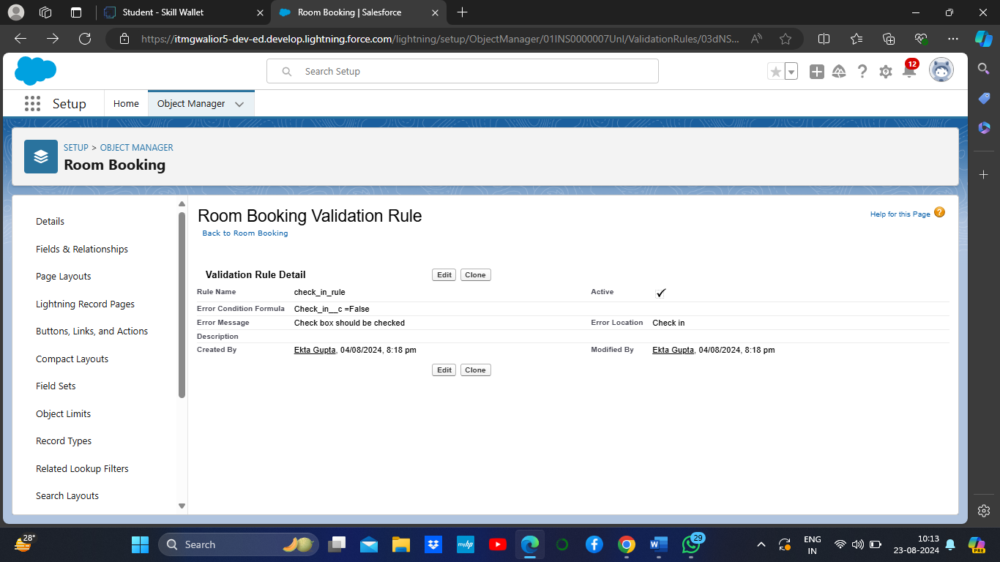 Student - Skill Wallet
Room Booking | Salesforce
https://itmgwalior5-dev-ed.develop.lightning.force.com/lightning/setup/ObjectManager/01INS0000007UnI/ValidationRules/03dNS...
Search Setup
12
Setup
Home
Object Manager
SETUP > OBJECT MANAGER
Room Booking
Details
Fields & Relationships
Page Layouts
Lightning Record Pages
Buttons, Links, and Actions
Compact Layouts
Field Sets
Object Limits
Record Types
Related Lookup Filters
Search Layouts
Room Booking Validation Rule
Help for this Page
Back to Room Booking
Validation Rule Detail
Edit
Clone
Rule Name check_in_rule Active
Error Condition Formula Check_in__c =False
Error Message Check box should be checked Error Location Check in
Description
Created By Ekta Gupta, 04/08/2024, 8:18 pm Modified By Ekta Gupta, 04/08/2024, 8:18 pm
Edit
Clone
28°
Search
myhp
29
ENG
IN
10:13
23-08-2024
PRE